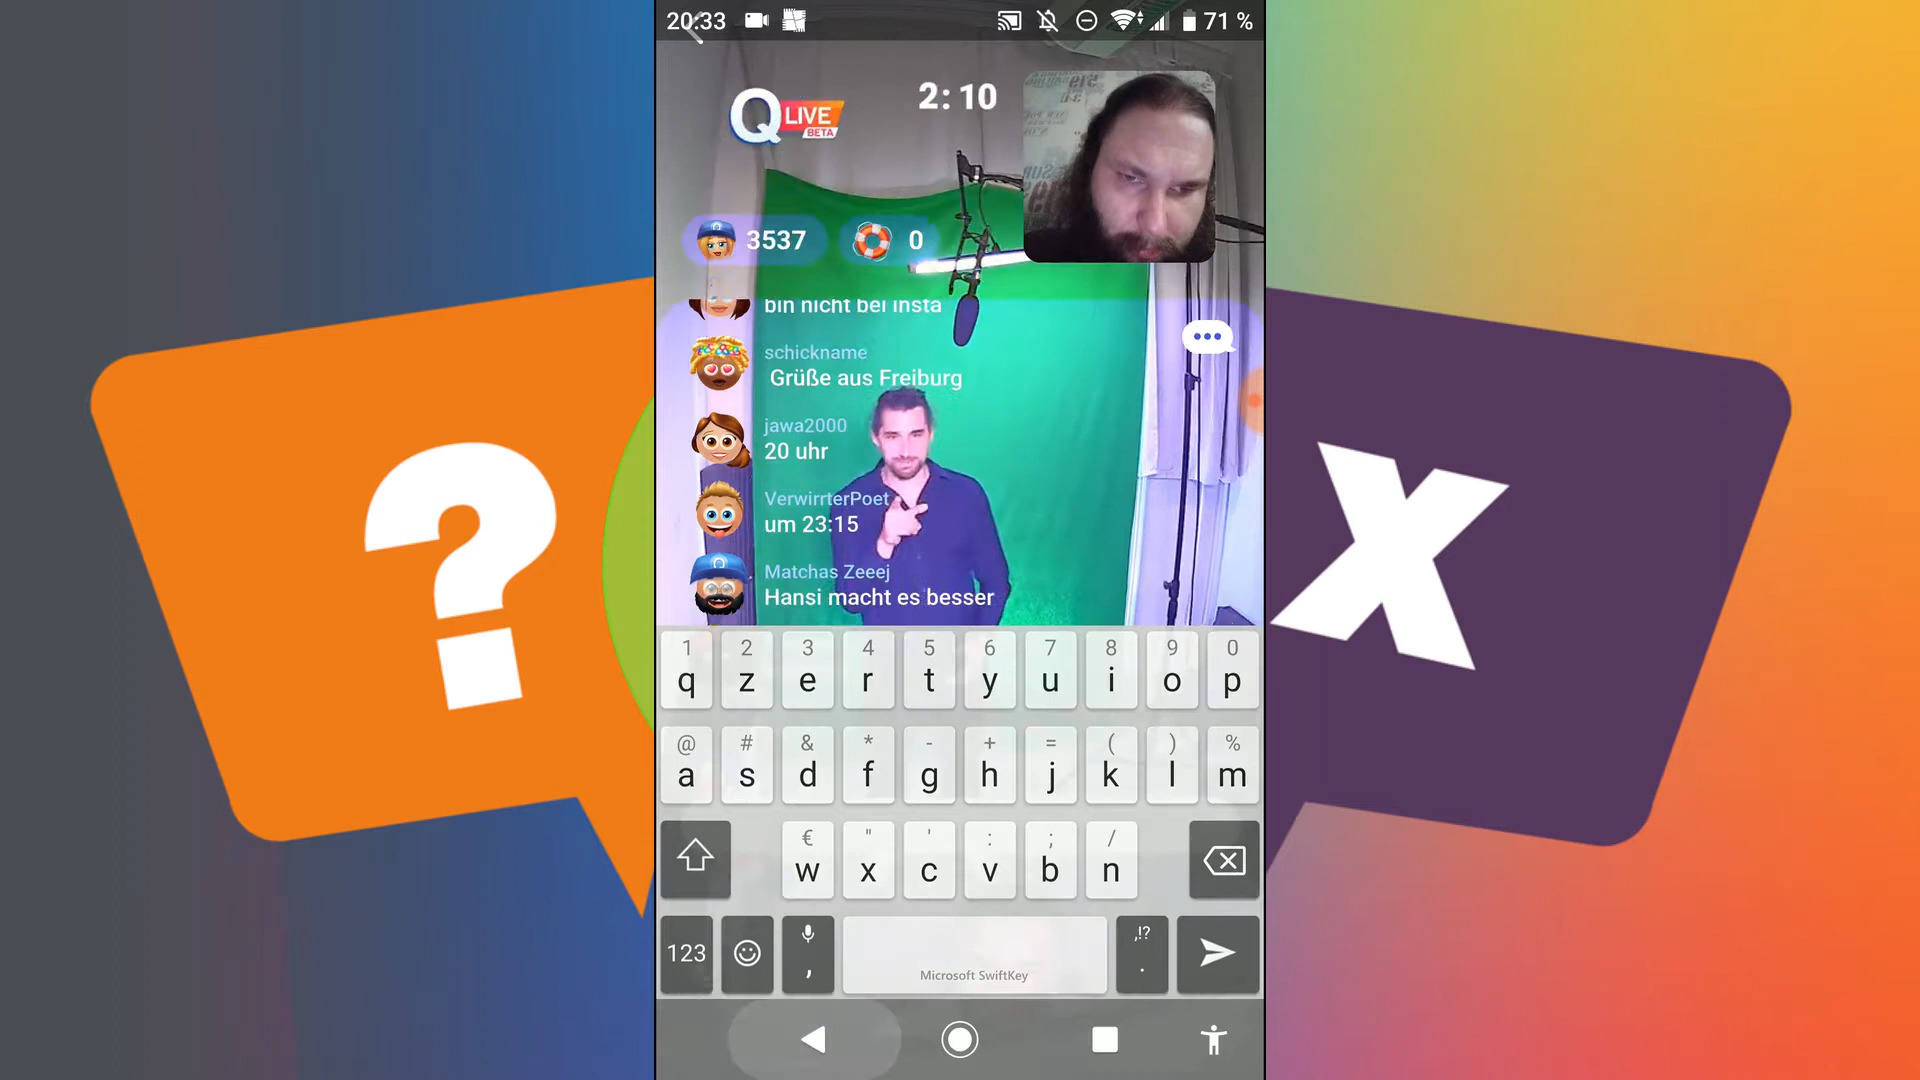 20:33
71 %
Q LIVE
BETA
2:10
3537
0
bin nicht bei insta
schickname
Grüße aus Freiburg
jawa2000
20 uhr
VerwirrterPoet
um 23:15
Matchas Zeeej
Hansi macht es besser
?
X
1 2 3 4 5 6 7 8 9 0
q z e r t y u i o p
@ # & * - + = ( ) %
a s d f g h j k l m
€ " ' : ; /
w x c v b n
,!?
123 , .
Microsoft SwiftKey